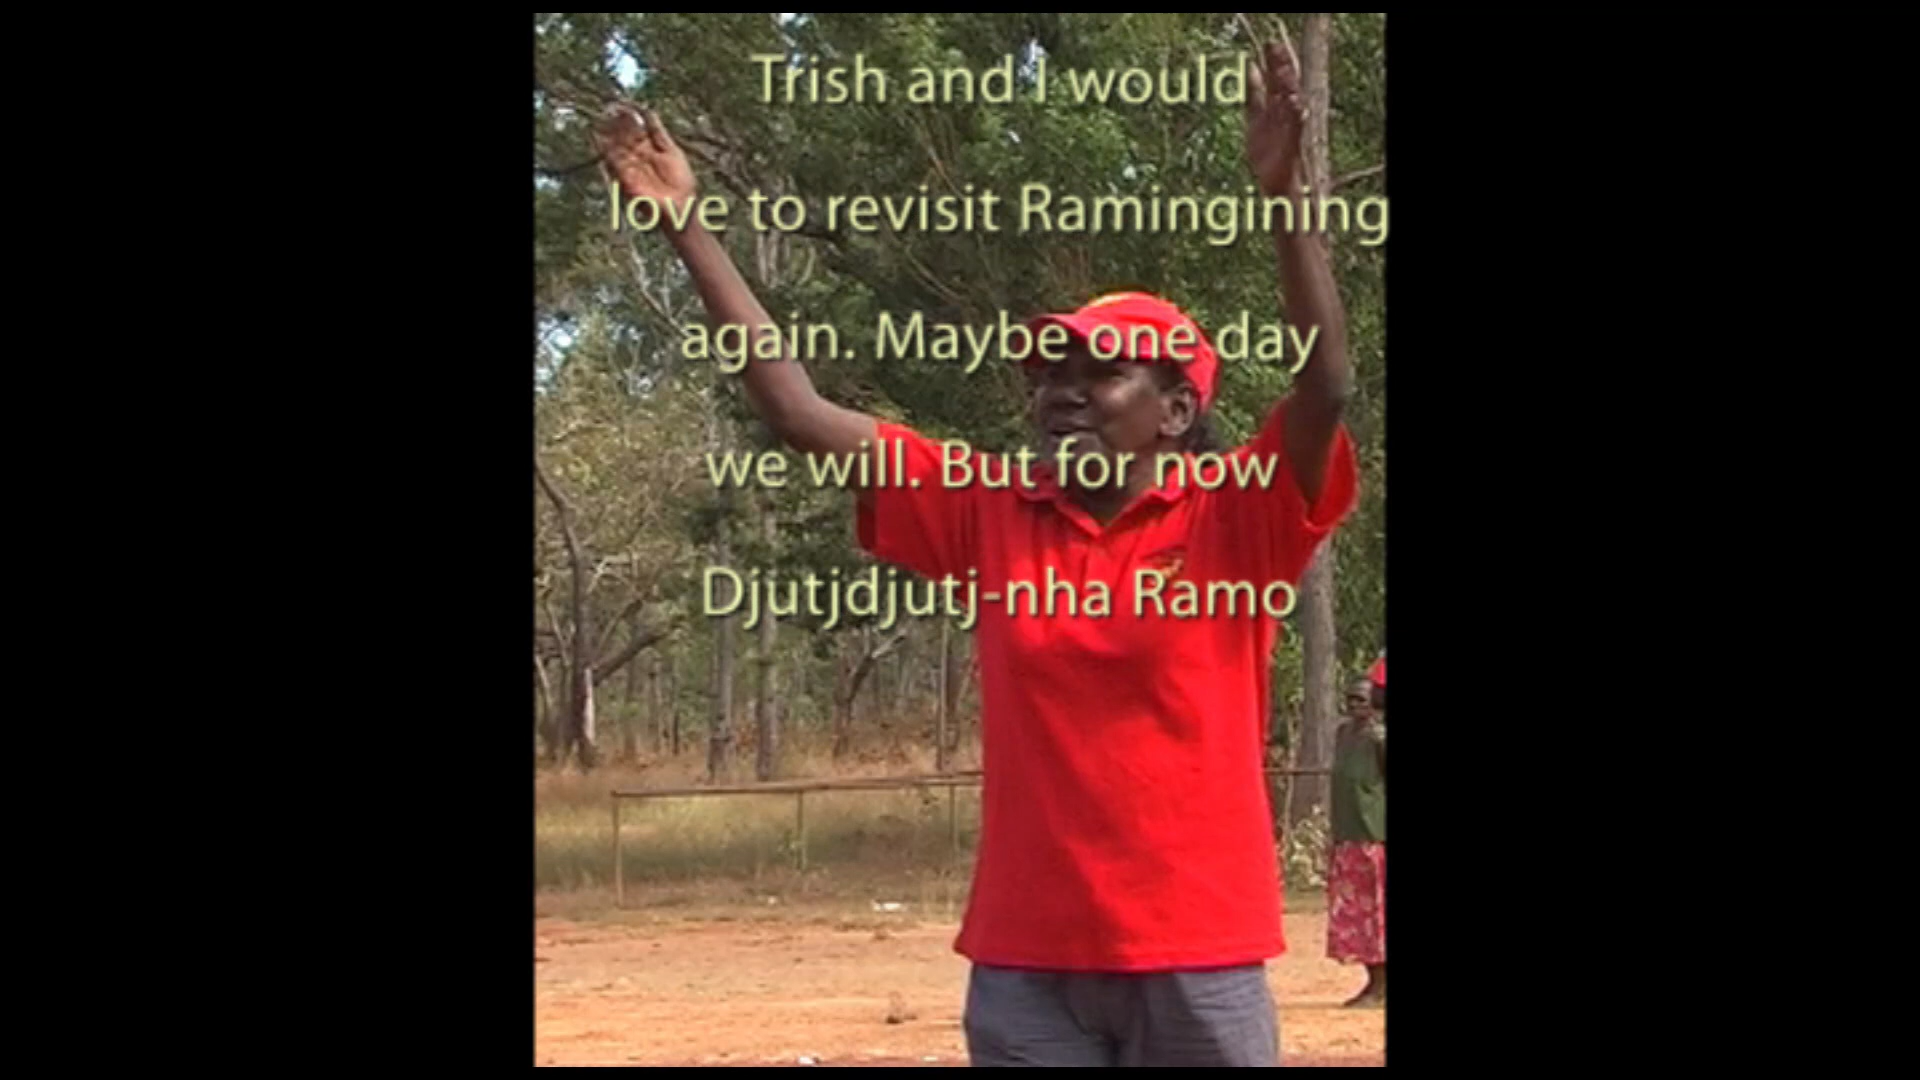 Trish and I would
love to revisit Ramingining
again. Maybe one day
we will. But for now
Djutjdjutj-nha Ramo